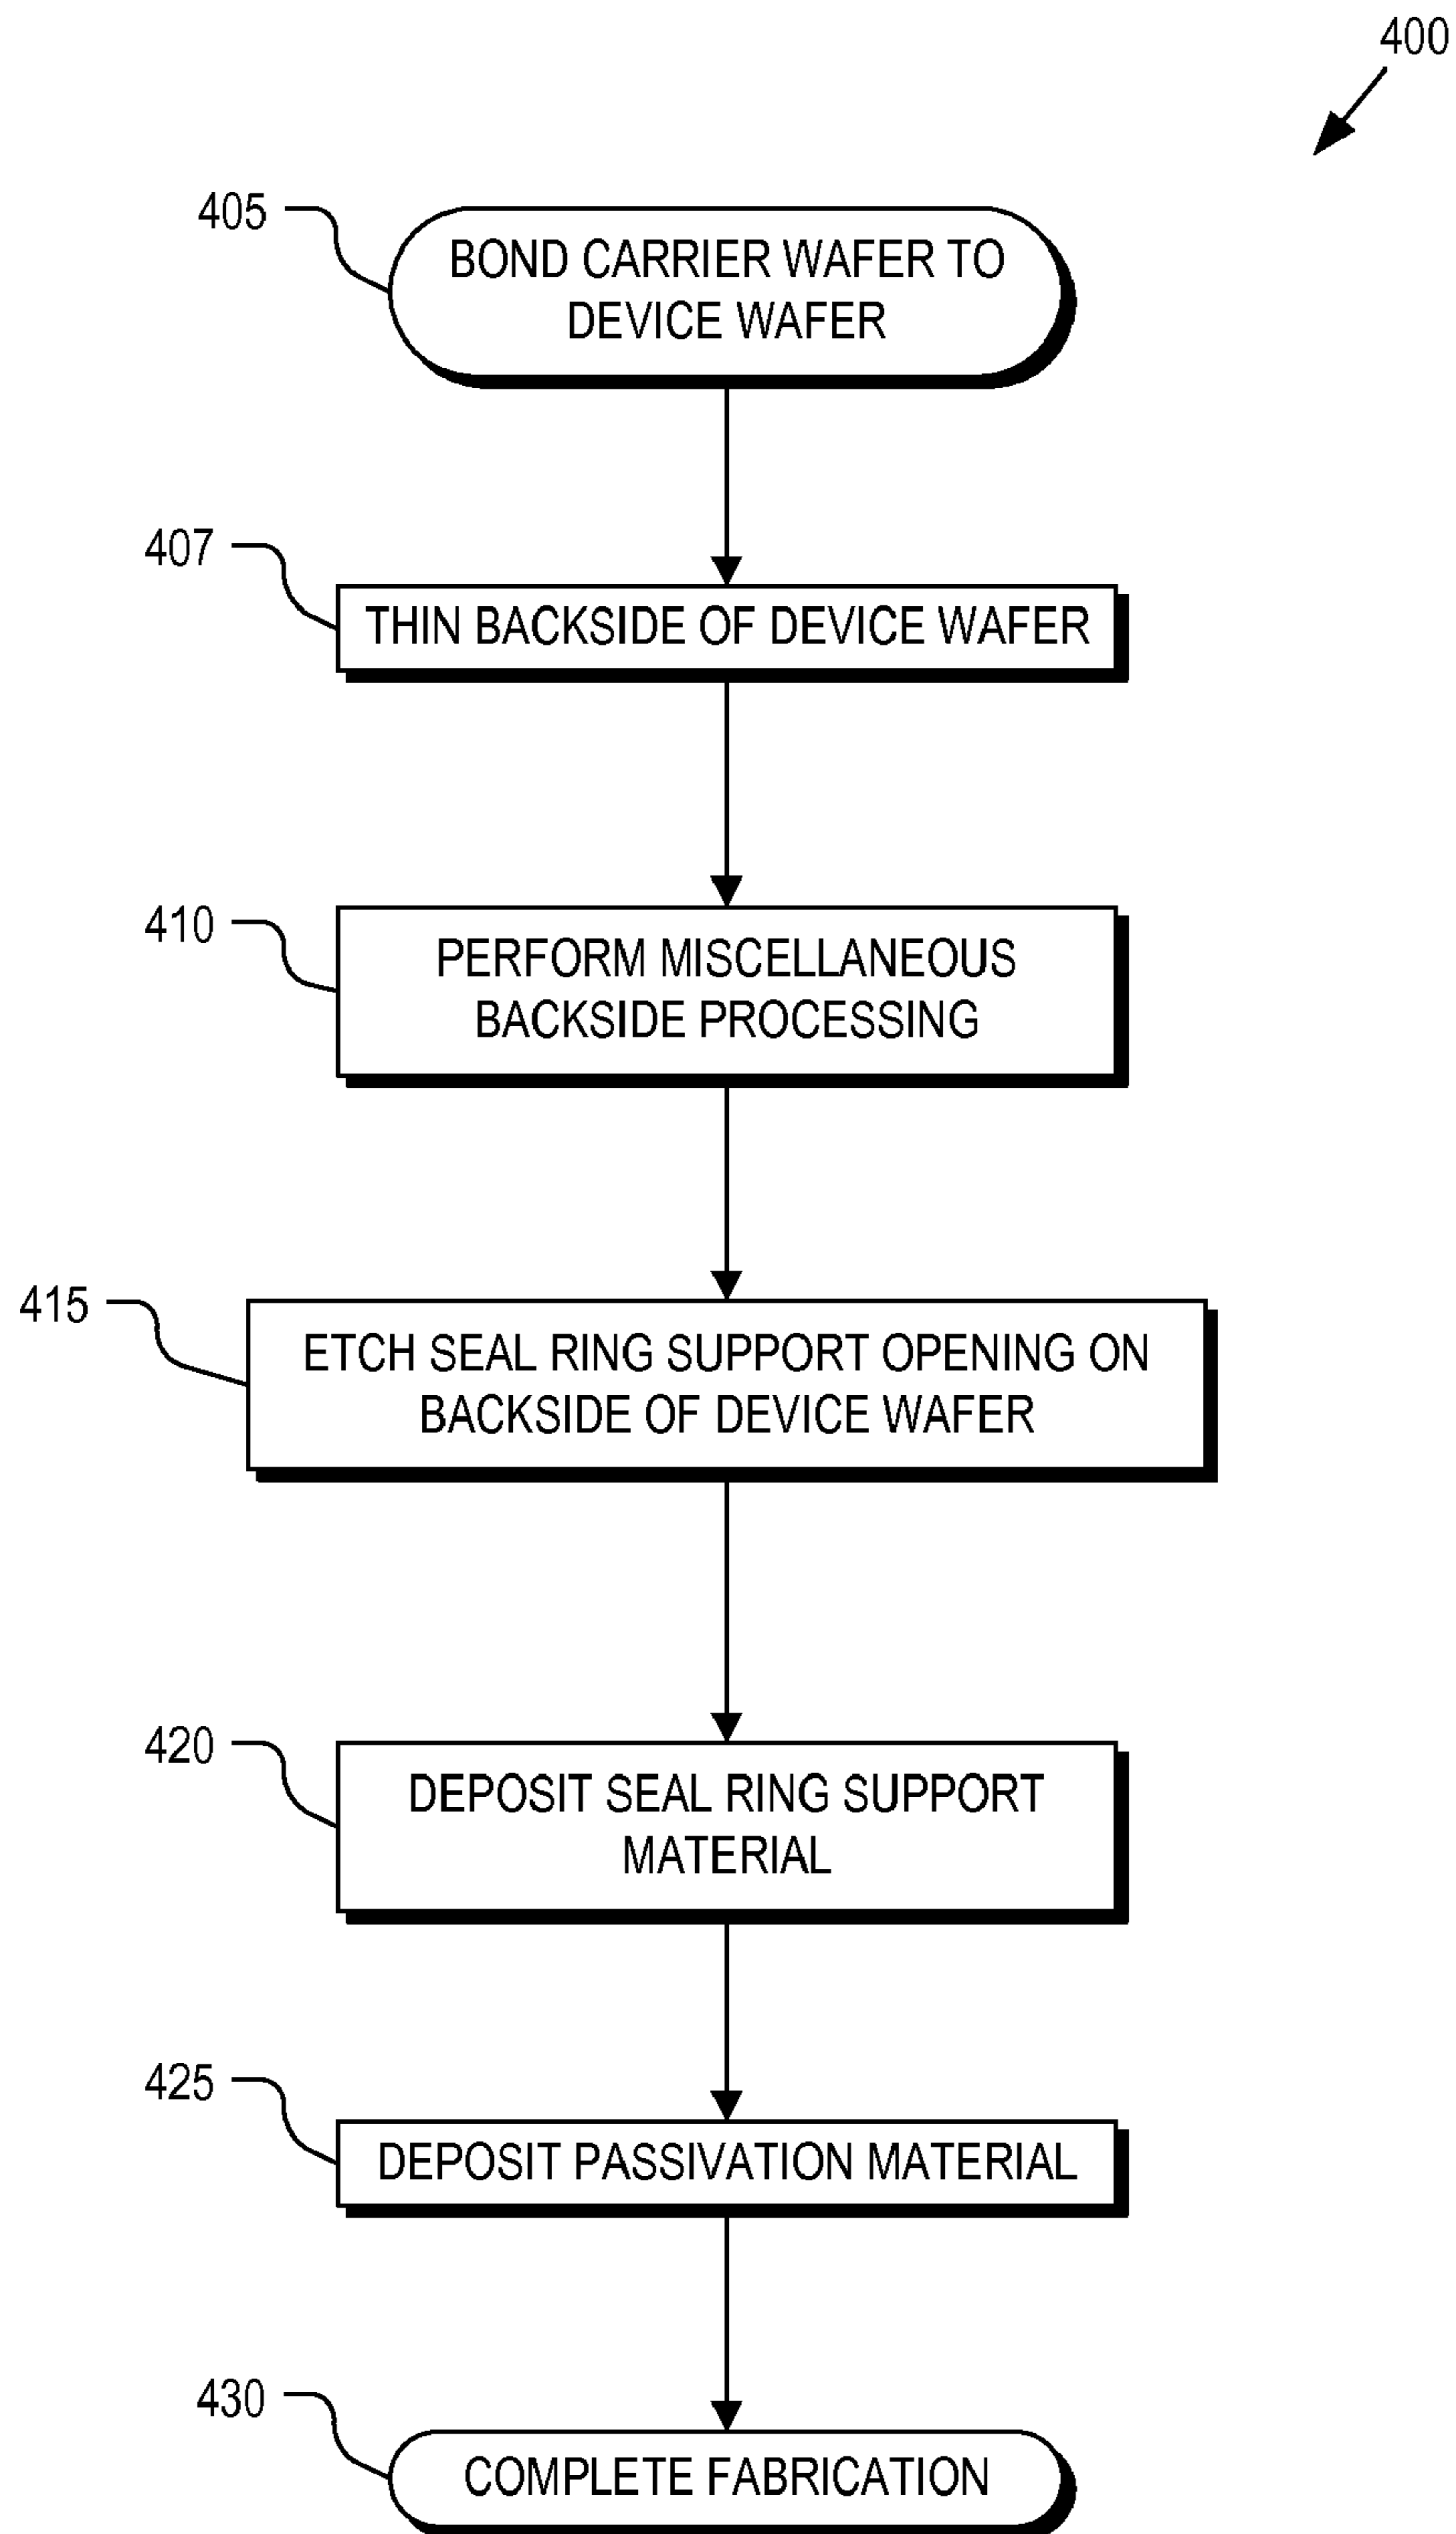 400
405
BOND CARRIER WAFER TO
DEVICE WAFER
407
THIN BACKSIDE OF DEVICE WAFER
410
PERFORM MISCELLANEOUS
BACKSIDE PROCESSING
415
ETCH SEAL RING SUPPORT OPENING ON
BACKSIDE OF DEVICE WAFER
420
DEPOSIT SEAL RING SUPPORT
MATERIAL
425
DEPOSIT PASSIVATION MATERIAL
430
COMPLETE FABRICATION